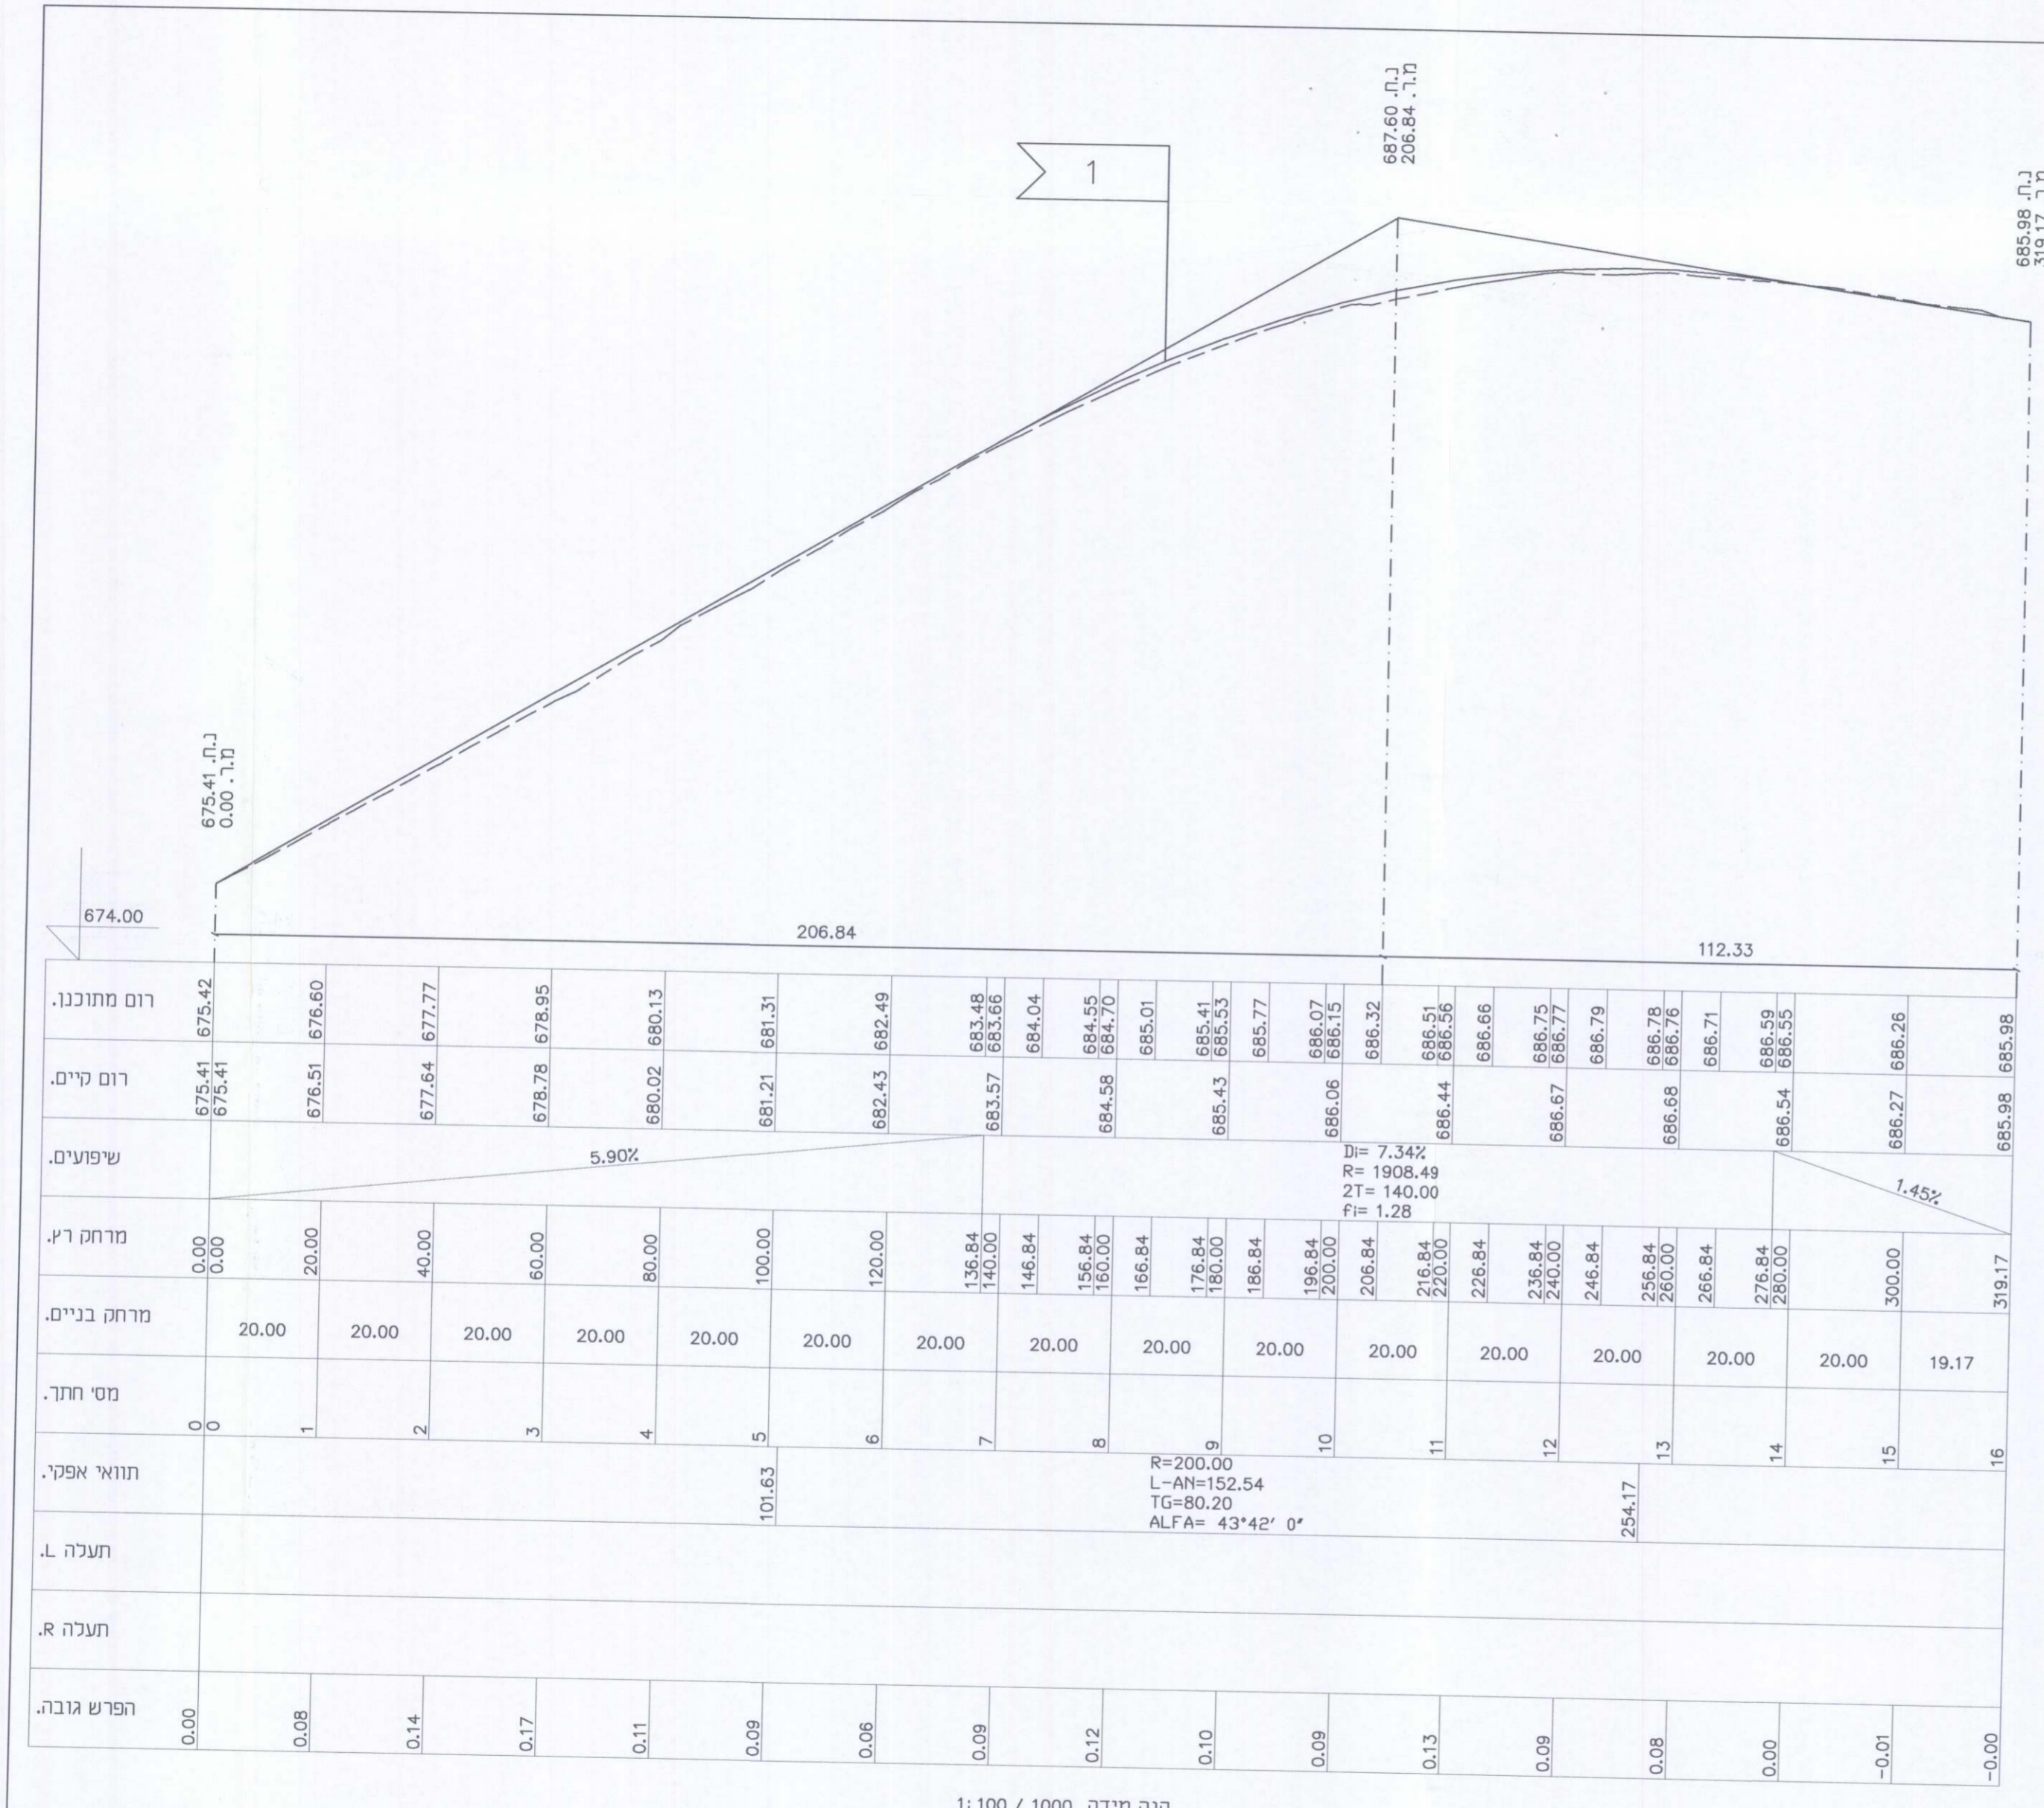 נ.ח. 687.60
מ.ר. 206.84
1
נ.ח. 685.98
מ.ר. 319.17
נ.ח. 675.41
מ.ר. 0.00
674.00
206.84
112.33
רום מתוכנן. 675.42 676.60 677.77 678.95 680.13 681.31 682.49 683.48 683.66 684.04 684.55 684.70 685.01 685.41 685.53 685.77 686.07 686.15 686.32 686.51 686.56 686.66 686.75 686.77 686.79 686.78 686.76 686.71 686.59 686.55 686.26 685.98
רום קיים. 675.41 675.41 676.51 677.64 678.78 680.02 681.21 682.43 683.57 684.58 685.43 686.06 686.44 686.67 686.68 686.54 686.27 685.98
שיפועים. 5.90%
Di= 7.34%
R= 1908.49
2T= 140.00
fi= 1.28
1.45%
מרחק רץ. 0.00 0.00 20.00 40.00 60.00 80.00 100.00 120.00 136.84 140.00 146.84 156.84 160.00 166.84 176.84 180.00 186.84 196.84 200.00 206.84 216.84 220.00 226.84 236.84 240.00 246.84 256.84 260.00 266.84 276.84 280.00 300.00 319.17
מרחק בניים. 20.00 20.00 20.00 20.00 20.00 20.00 20.00 20.00 20.00 20.00 20.00 20.00 20.00 20.00 20.00 19.17
מס׳ חתך. 0 0 1 2 3 4 5 6 7 8 9 10 11 12 13 14 15 16
תוואי אפקי. 101.63
R=200.00
L-AN=152.54
TG=80.20
ALFA= 43°42' 0"
254.17
תעלה L.
תעלה R.
הפרש גובה. 0.00 0.08 0.14 0.17 0.11 0.09 0.06 0.09 0.12 0.10 0.09 0.13 0.09 0.08 0.00 -0.01 -0.00
קנה מידה 1:100 / 1000